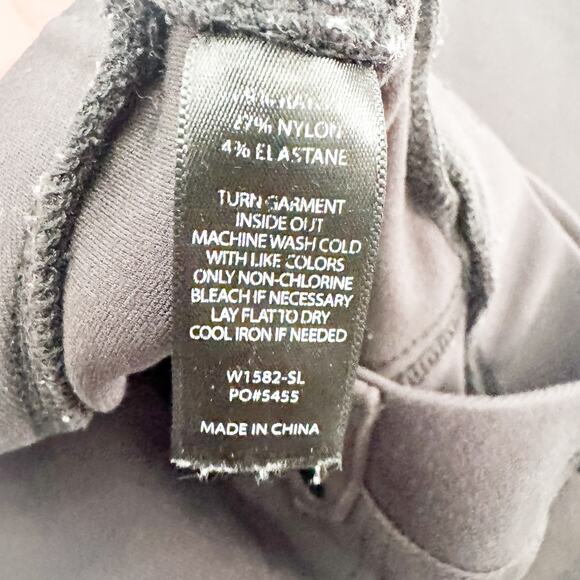 27% NYLON
4% ELASTANE
TURN GARMENT
INSIDE OUT
MACHINE WASH COLD
WITH LIKE COLORS
ONLY NON-CHLORINE
BLEACH IF NECESSARY
LAY FLAT TO DRY
COOL IRON IF NEEDED
W1582-SL
PO#5455
MADE IN CHINA